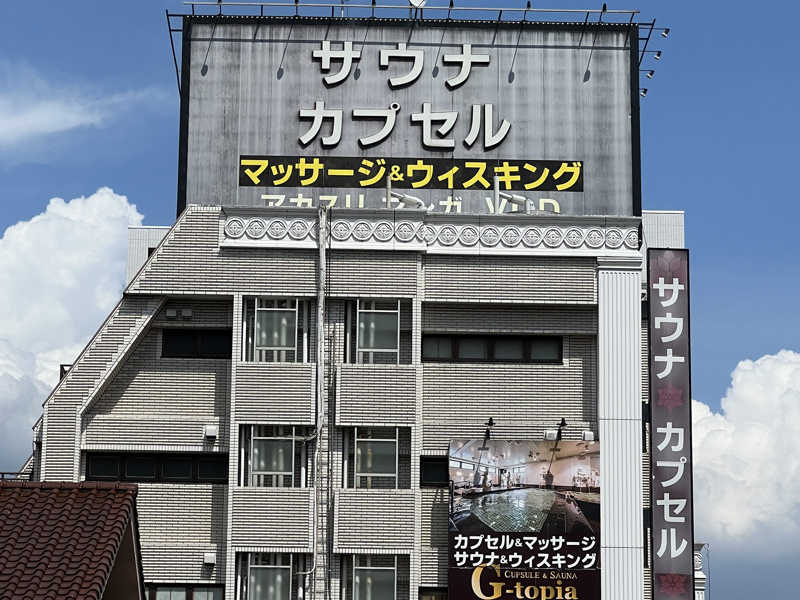 サウナ
カプセル
マッサージ&ウィスキング
サウナ カプセル
カプセル&マッサージ
サウナ&ウィスキング
CUPSULE & SAUNA
G-topia